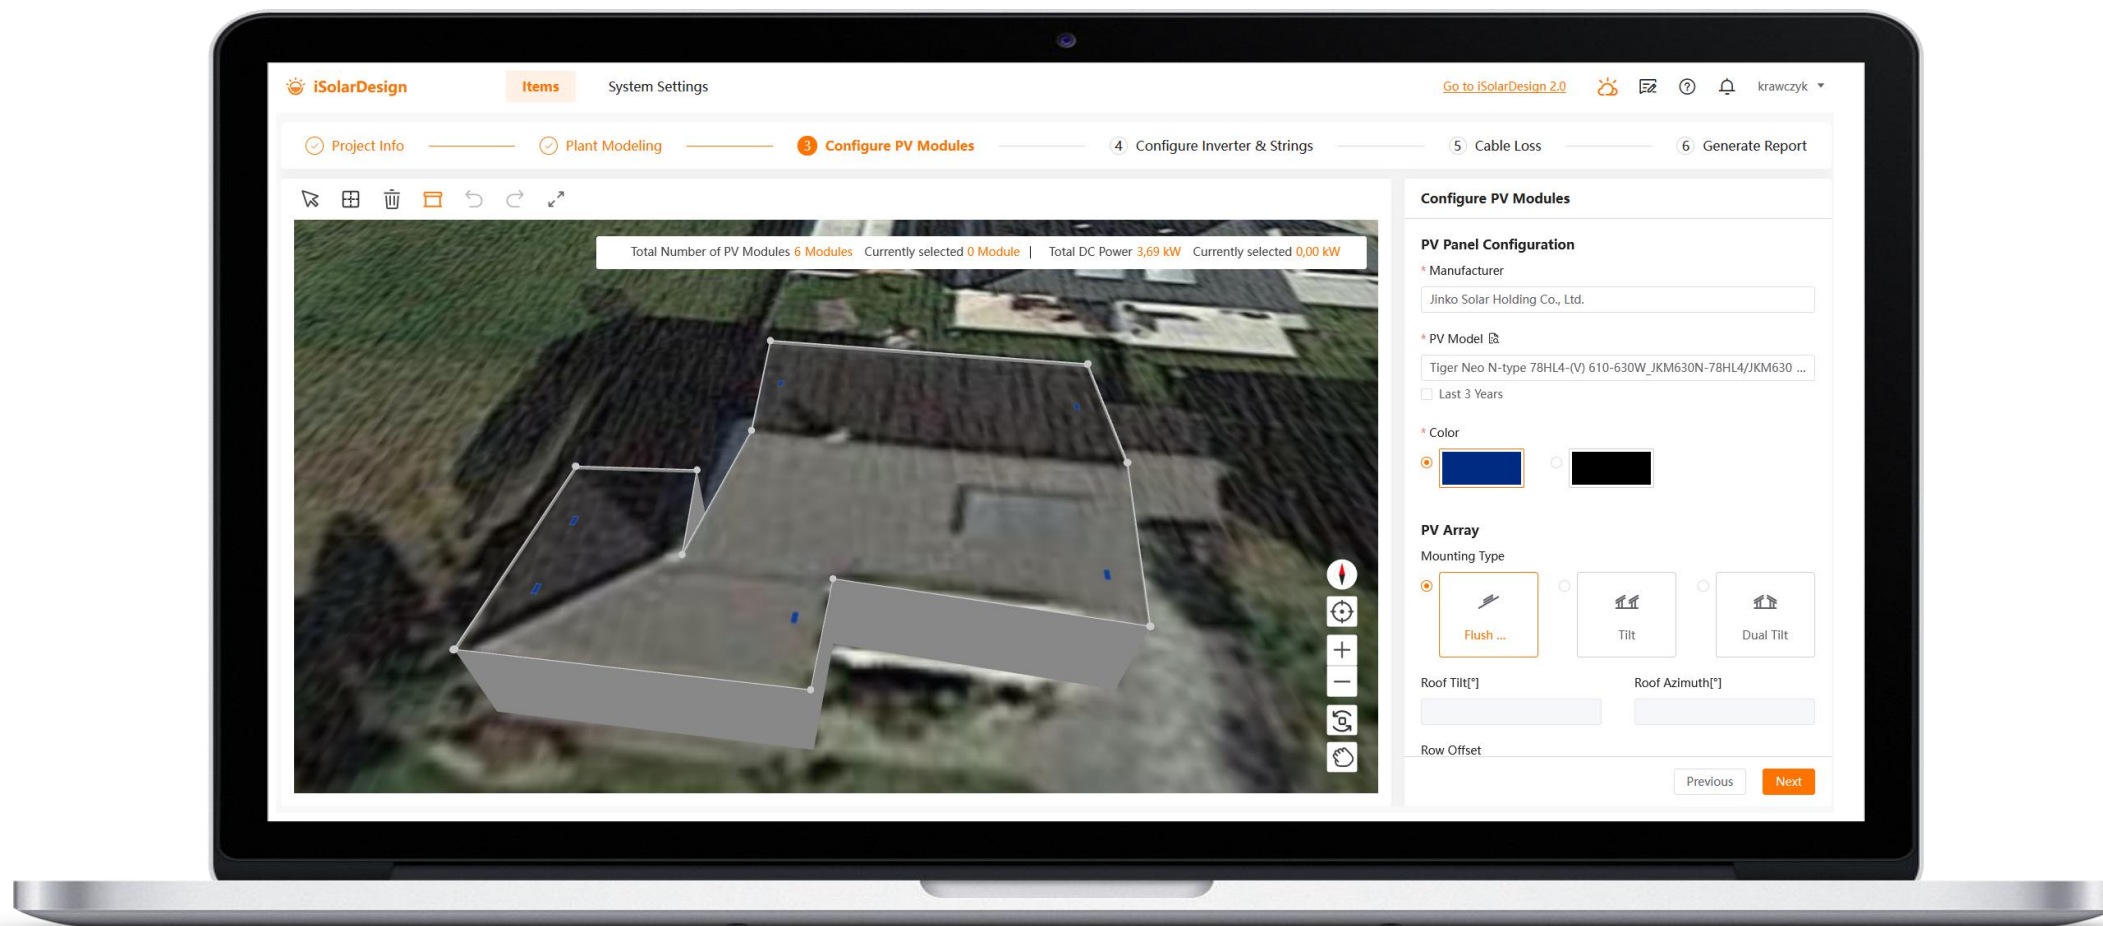 iSolarDesign Items System Settings Go to iSolarDesign 2.0 krawczyk
Project Info Plant Modeling 3 Configure PV Modules 4 Configure Inverter & Strings 5 Cable Loss 6 Generate Report
Total Number of PV Modules 6 Modules Currently selected 0 Module | Total DC Power 3,69 kW Currently selected 0,00 kW
Configure PV Modules
PV Panel Configuration
* Manufacturer
Jinko Solar Holding Co., Ltd.
* PV Model
Tiger Neo N-type 78HL4-(V) 610-630W_JKM630N-78HL4/JKM630 ...
Last 3 Years
* Color
PV Array
Mounting Type
Flush ... Tilt Dual Tilt
Roof Tilt[°] Roof Azimuth[°]
Row Offset
Previous Next